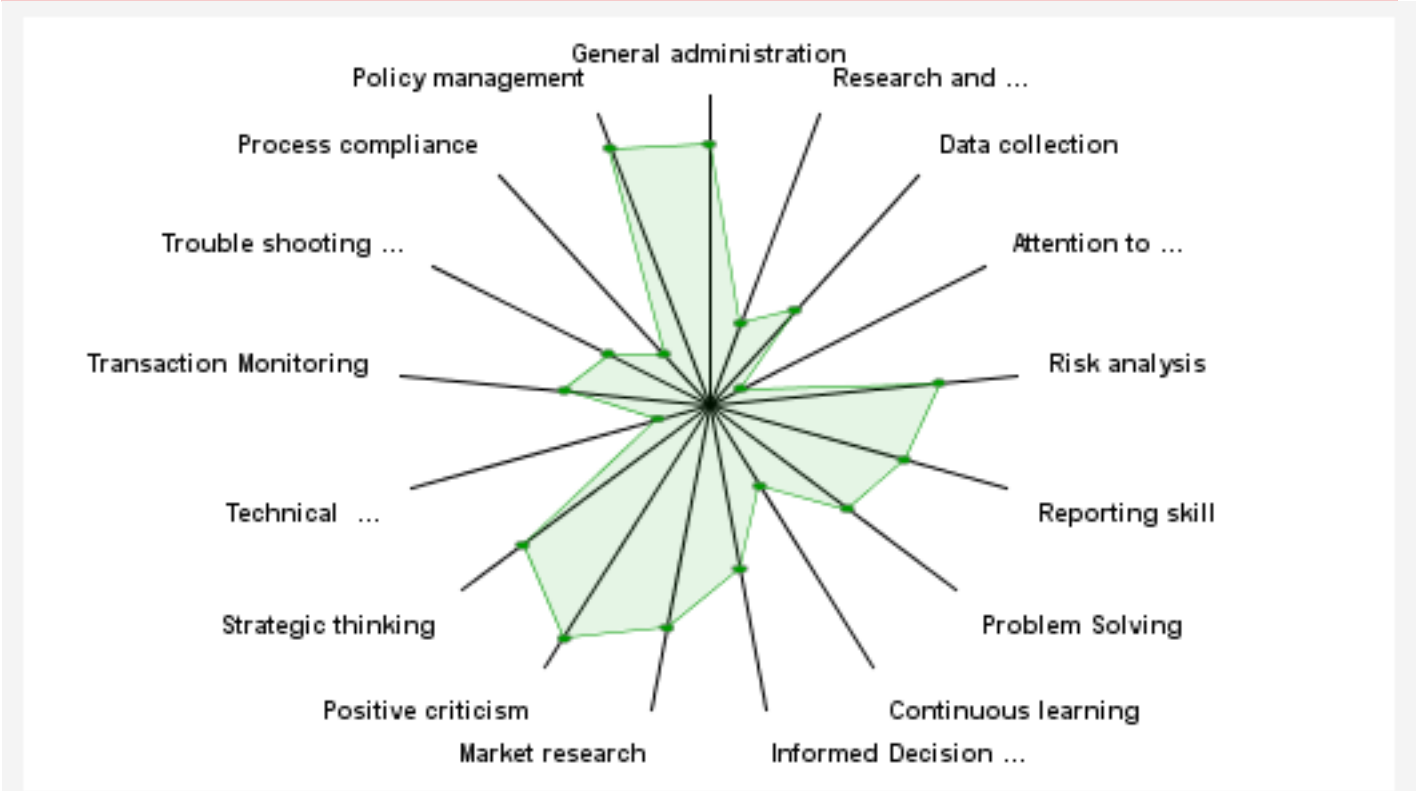 General administration
Policy management
Research and ...
Process compliance
Data collection
Trouble shooting ...
Attention to ...
Transaction Monitoring
Risk analysis
Technical ...
Reporting skill
Strategic thinking
Problem Solving
Positive criticism
Continuous learning
Market research
Informed Decision ...